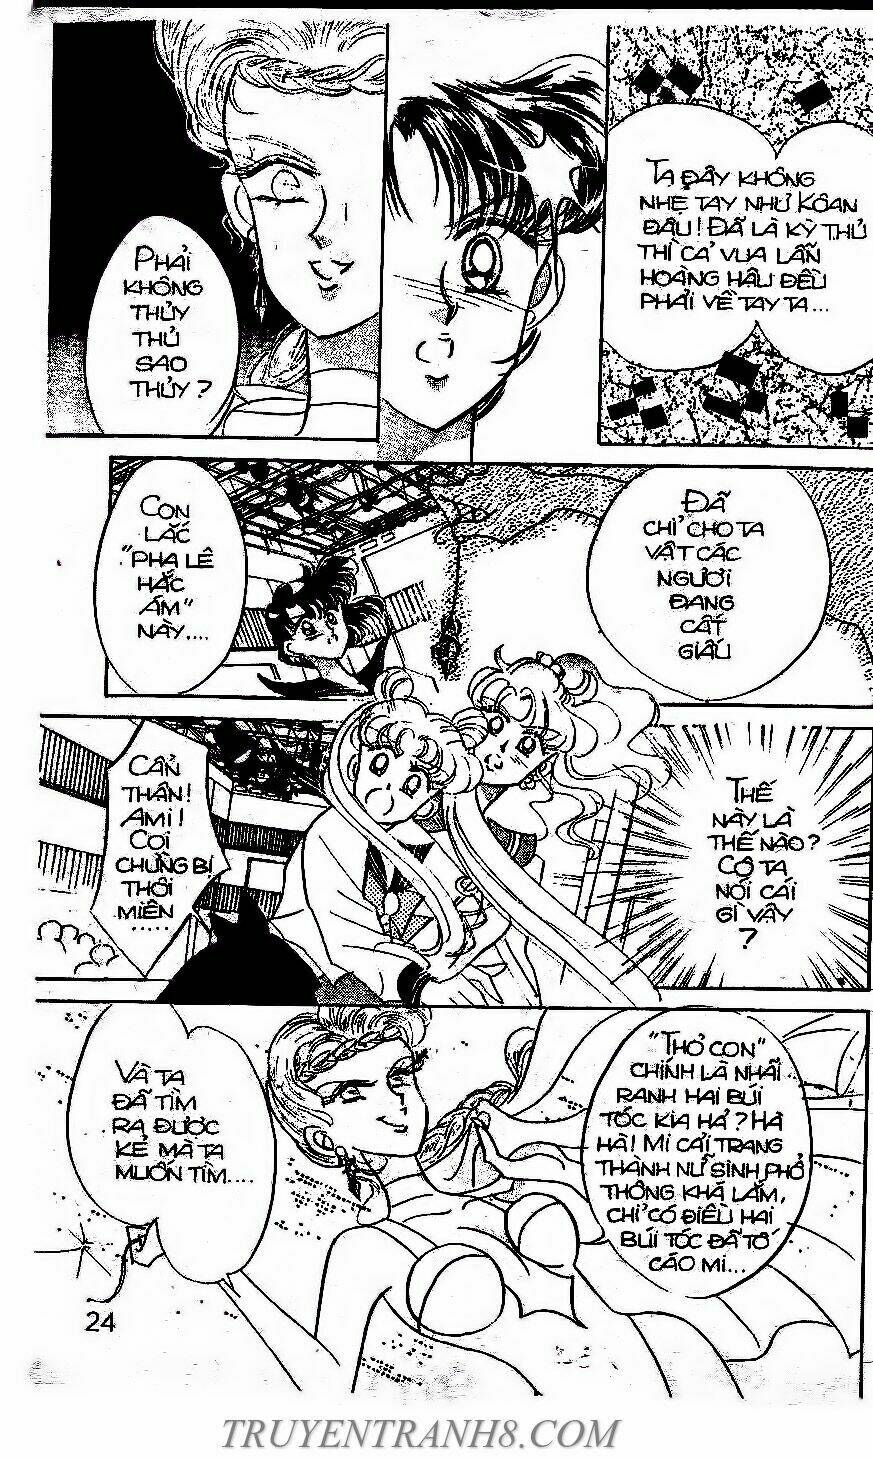 TA ĐÂY KHÔNG
NHẸ TAY NHƯ KÔAN
ĐÂU! ĐÃ LÀ KỲ THỦ
THÌ CẢ VUA LẪN
HOÀNG HẬU ĐỀU
PHẢI VỀ TAY TA...
PHẢI
KHÔNG
THỦY
THỦ
SAO
THỦY?
ĐÃ
CHỈ CHO TA
VẬT CÁC
NGƯƠI
ĐANG
CẤT
GIẤU
CON
LẮC
"PHA LÊ
HẮC
ÁM"
NÀY....
THẾ
NÀY LÀ
THẾ NÀO?
CÔ TA
NÓI CÁI
GÌ VẬY
?
CẨN
THẬN!
AMI!
COI
CHỪNG BỊ
THÔI
MIÊN
.....
"THỎ CON"
CHÍNH LÀ NHÃI
RANH HAI BÚI
TÓC KIA HẢ? HÀ
HÀ! MI CẢI TRANG
THÀNH NỮ SINH PHỔ
THÔNG KHÁ LẮM,
CHỈ CÓ ĐIỀU HAI
BÚI TÓC ĐÃ TỐ
CÁO MI...
VÀ TA
ĐÃ TÌM
RA ĐƯỢC
KẺ MÀ TA
MUỐN TÌM....
24
TRUYENTRANH8.COM